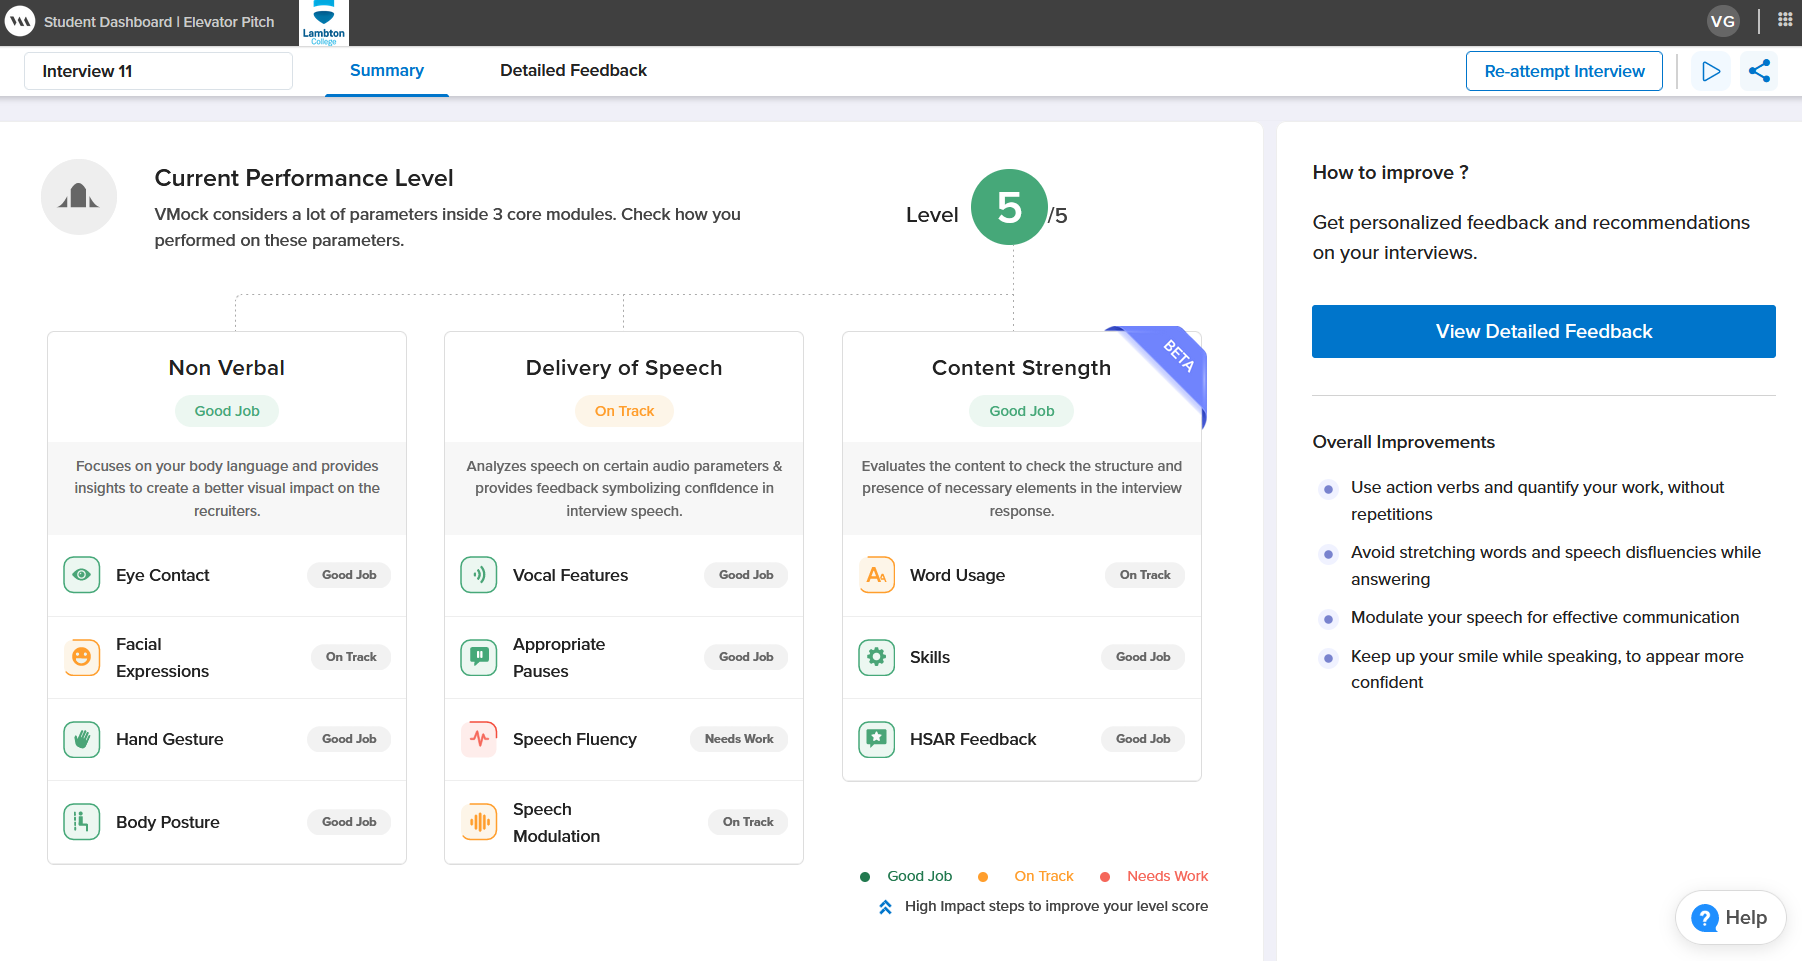 Student Dashboard | Elevator Pitch
Lambton
College
VG
Interview 11
Summary
Detailed Feedback
Re-attempt Interview
Current Performance Level
VMock considers a lot of parameters inside 3 core modules. Check how you
performed on these parameters.
Level 5 /5
Non Verbal
Good Job
Focuses on your body language and provides
insights to create a better visual impact on the
recruiters.
Eye Contact
Good Job
Facial
Expressions
On Track
Hand Gesture
Good Job
Body Posture
Good Job
Delivery of Speech
On Track
Analyzes speech on certain audio parameters &
provides feedback symbolizing confidence in
interview speech.
Vocal Features
Good Job
Appropriate
Pauses
Good Job
Speech Fluency
Needs Work
Speech
Modulation
On Track
BETA
Content Strength
Good Job
Evaluates the content to check the structure and
presence of necessary elements in the interview
response.
Word Usage
On Track
Skills
Good Job
HSAR Feedback
Good Job
Good Job
On Track
Needs Work
High Impact steps to improve your level score
How to improve ?
Get personalized feedback and recommendations
on your interviews.
View Detailed Feedback
Overall Improvements
Use action verbs and quantify your work, without
repetitions
Avoid stretching words and speech disfluencies while
answering
Modulate your speech for effective communication
Keep up your smile while speaking, to appear more
confident
? Help